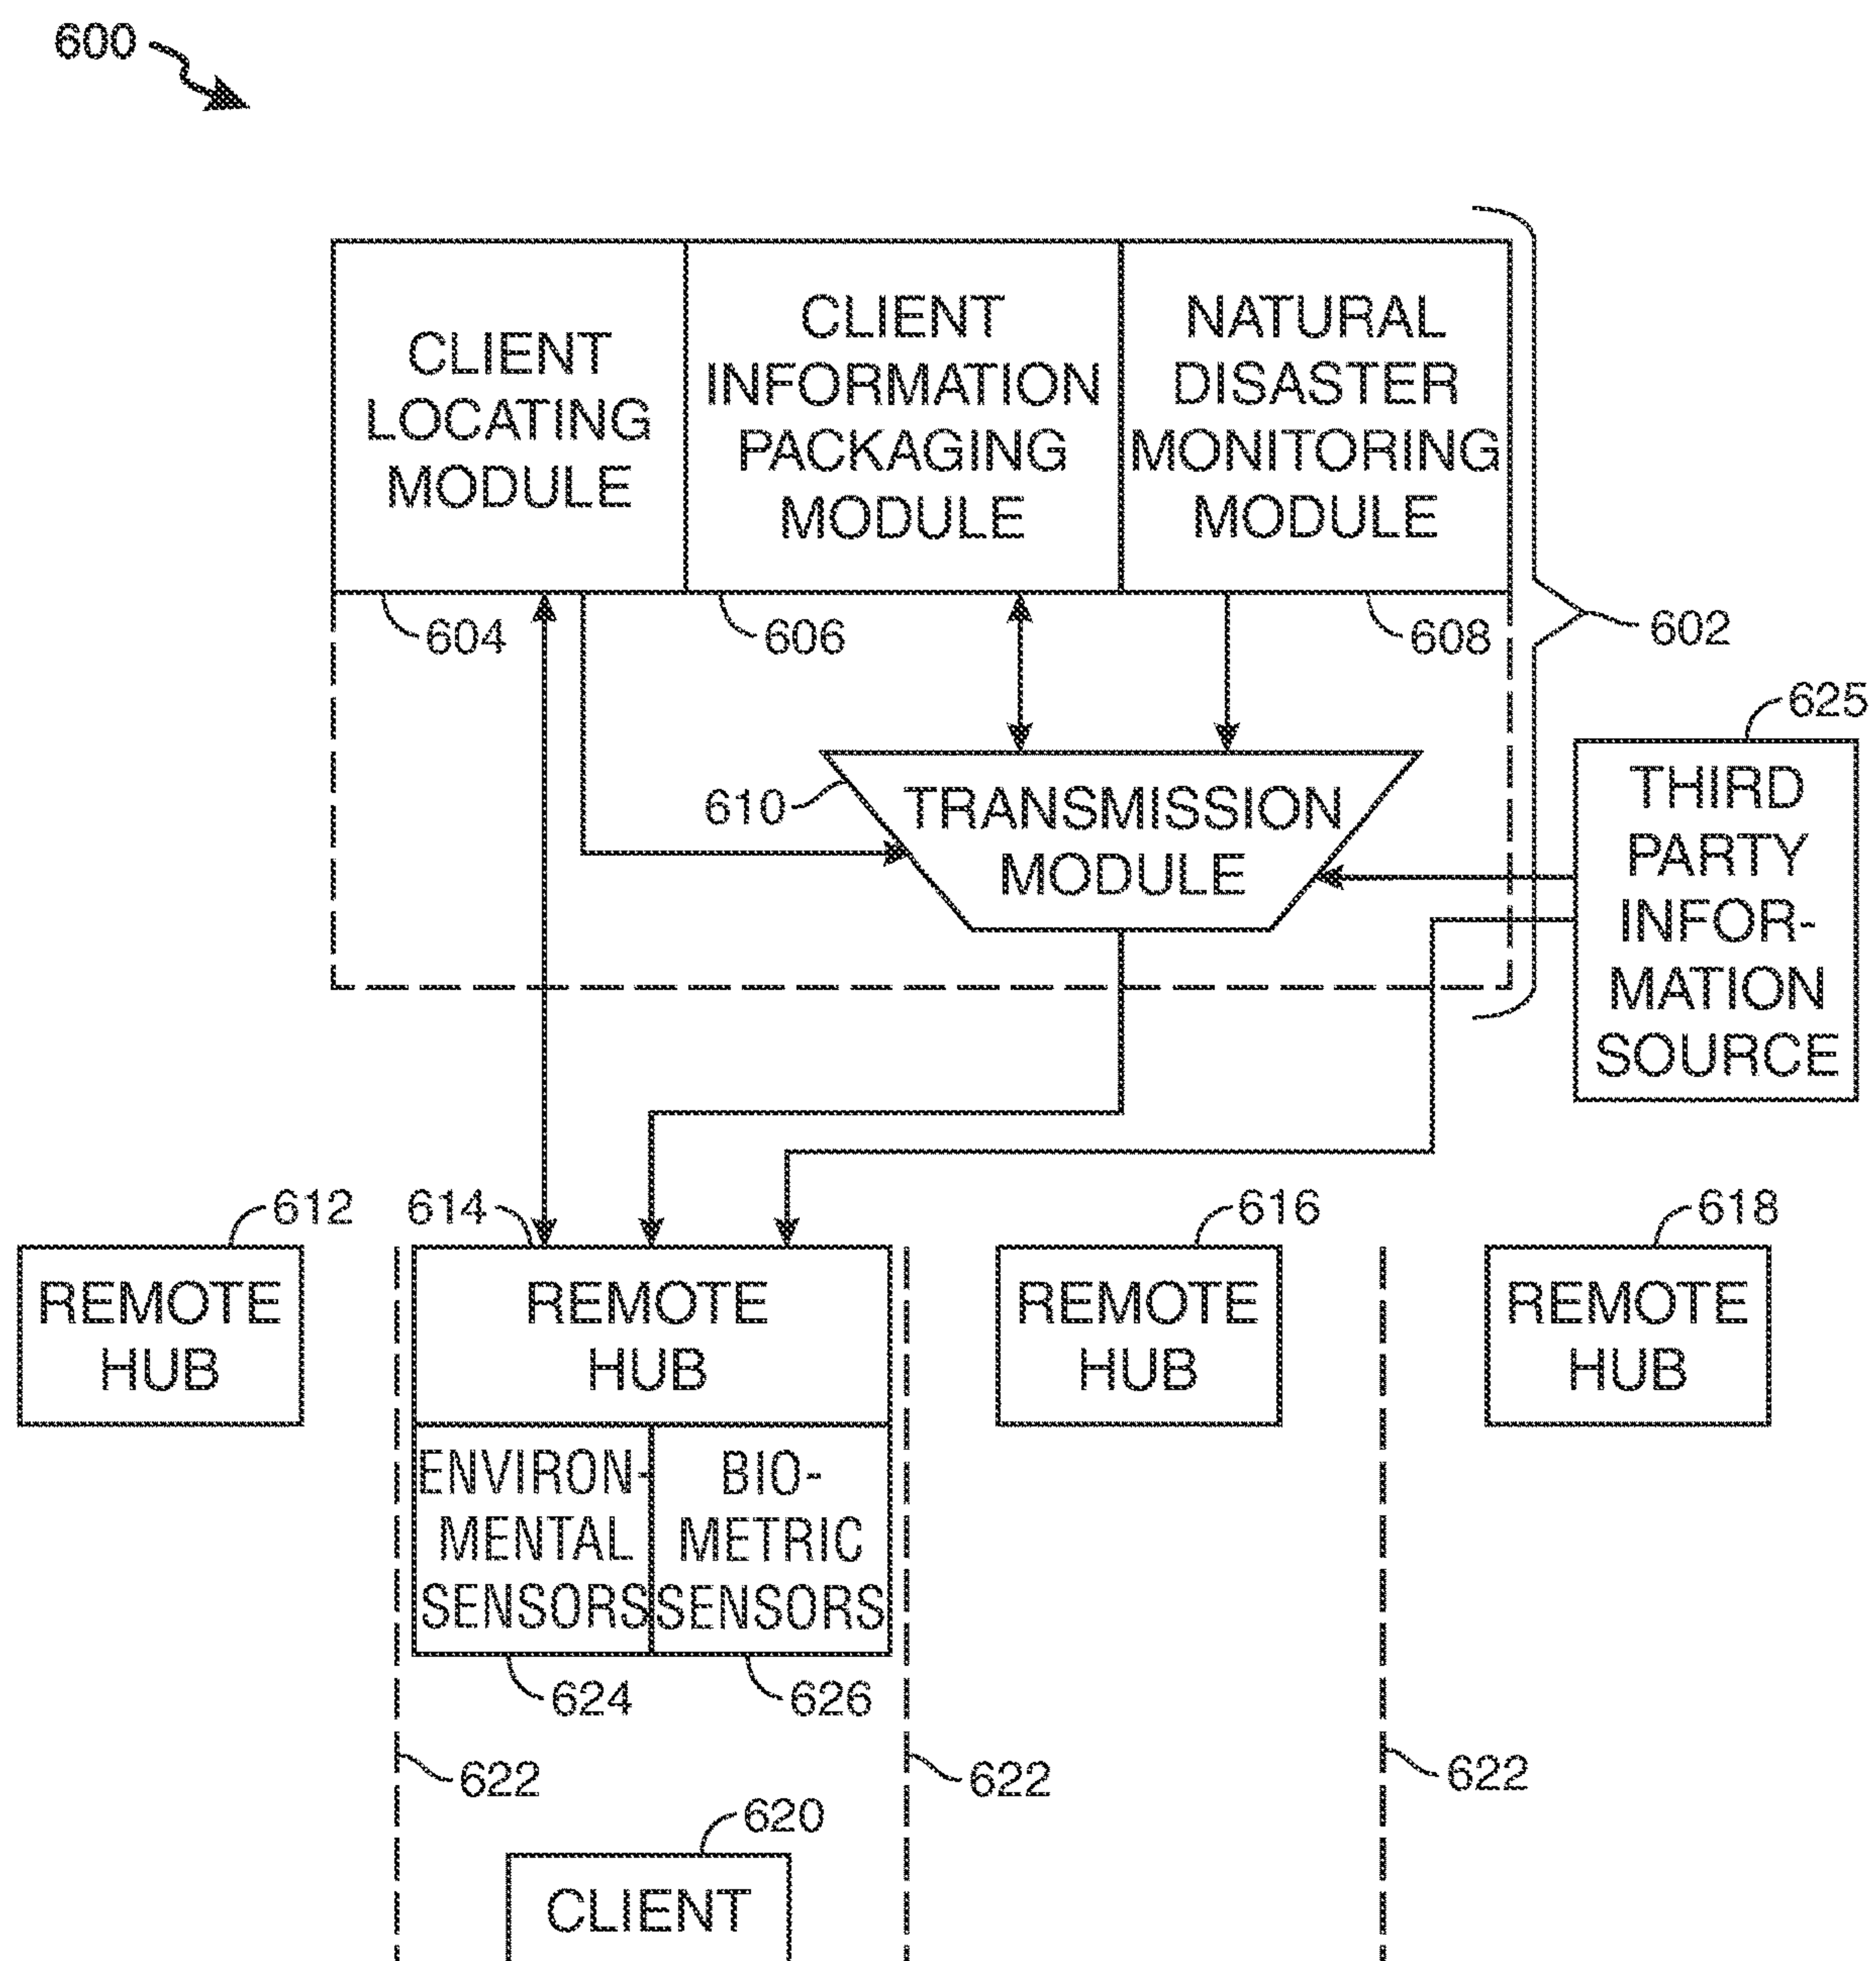 600
CLIENT
LOCATING
MODULE
CLIENT
INFORMATION
PACKAGING
MODULE
NATURAL
DISASTER
MONITORING
MODULE
604
606
608
602
625
610
TRANSMISSION
MODULE
THIRD
PARTY
INFOR-
MATION
SOURCE
612
614
616
618
REMOTE
HUB
REMOTE
HUB
REMOTE
HUB
REMOTE
HUB
ENVIRON-
MENTAL
SENSORS
BIO-
METRIC
SENSORS
624
626
622
622
622
620
CLIENT